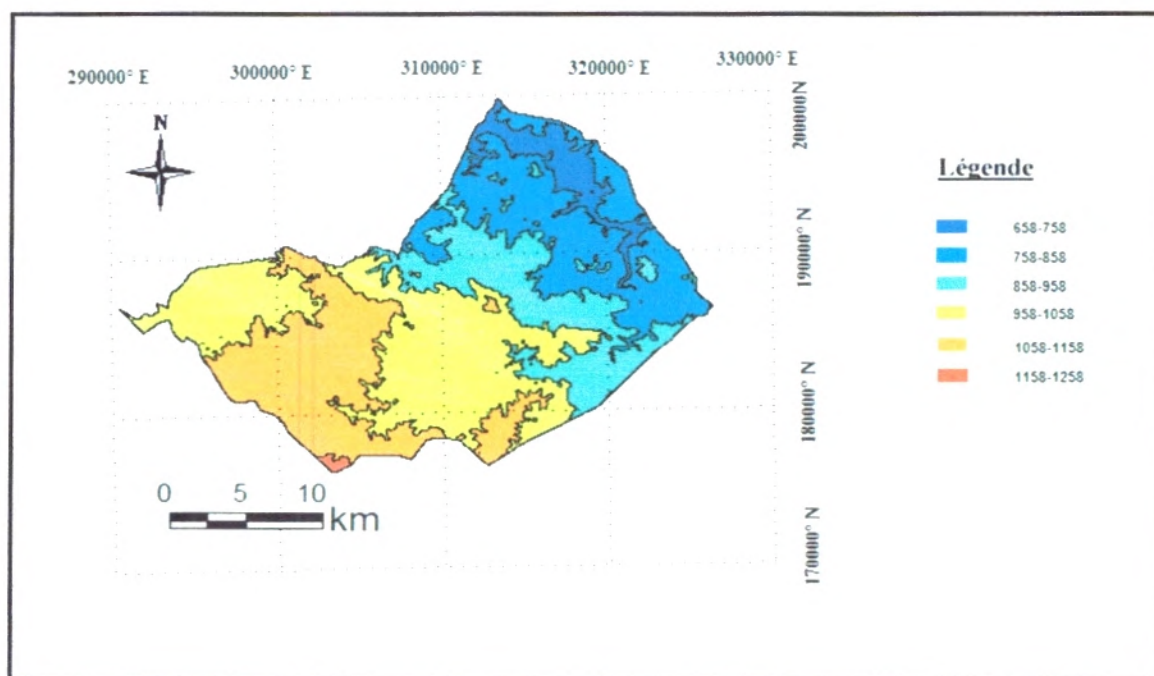 290000° E
300000° E
310000° E
320000° E
330000° E
N
200000N
190000° N
180000° N
170000° N
0 5 10
km
Légende
658-758
758-858
858-958
958-1058
1058-1158
1158-1258